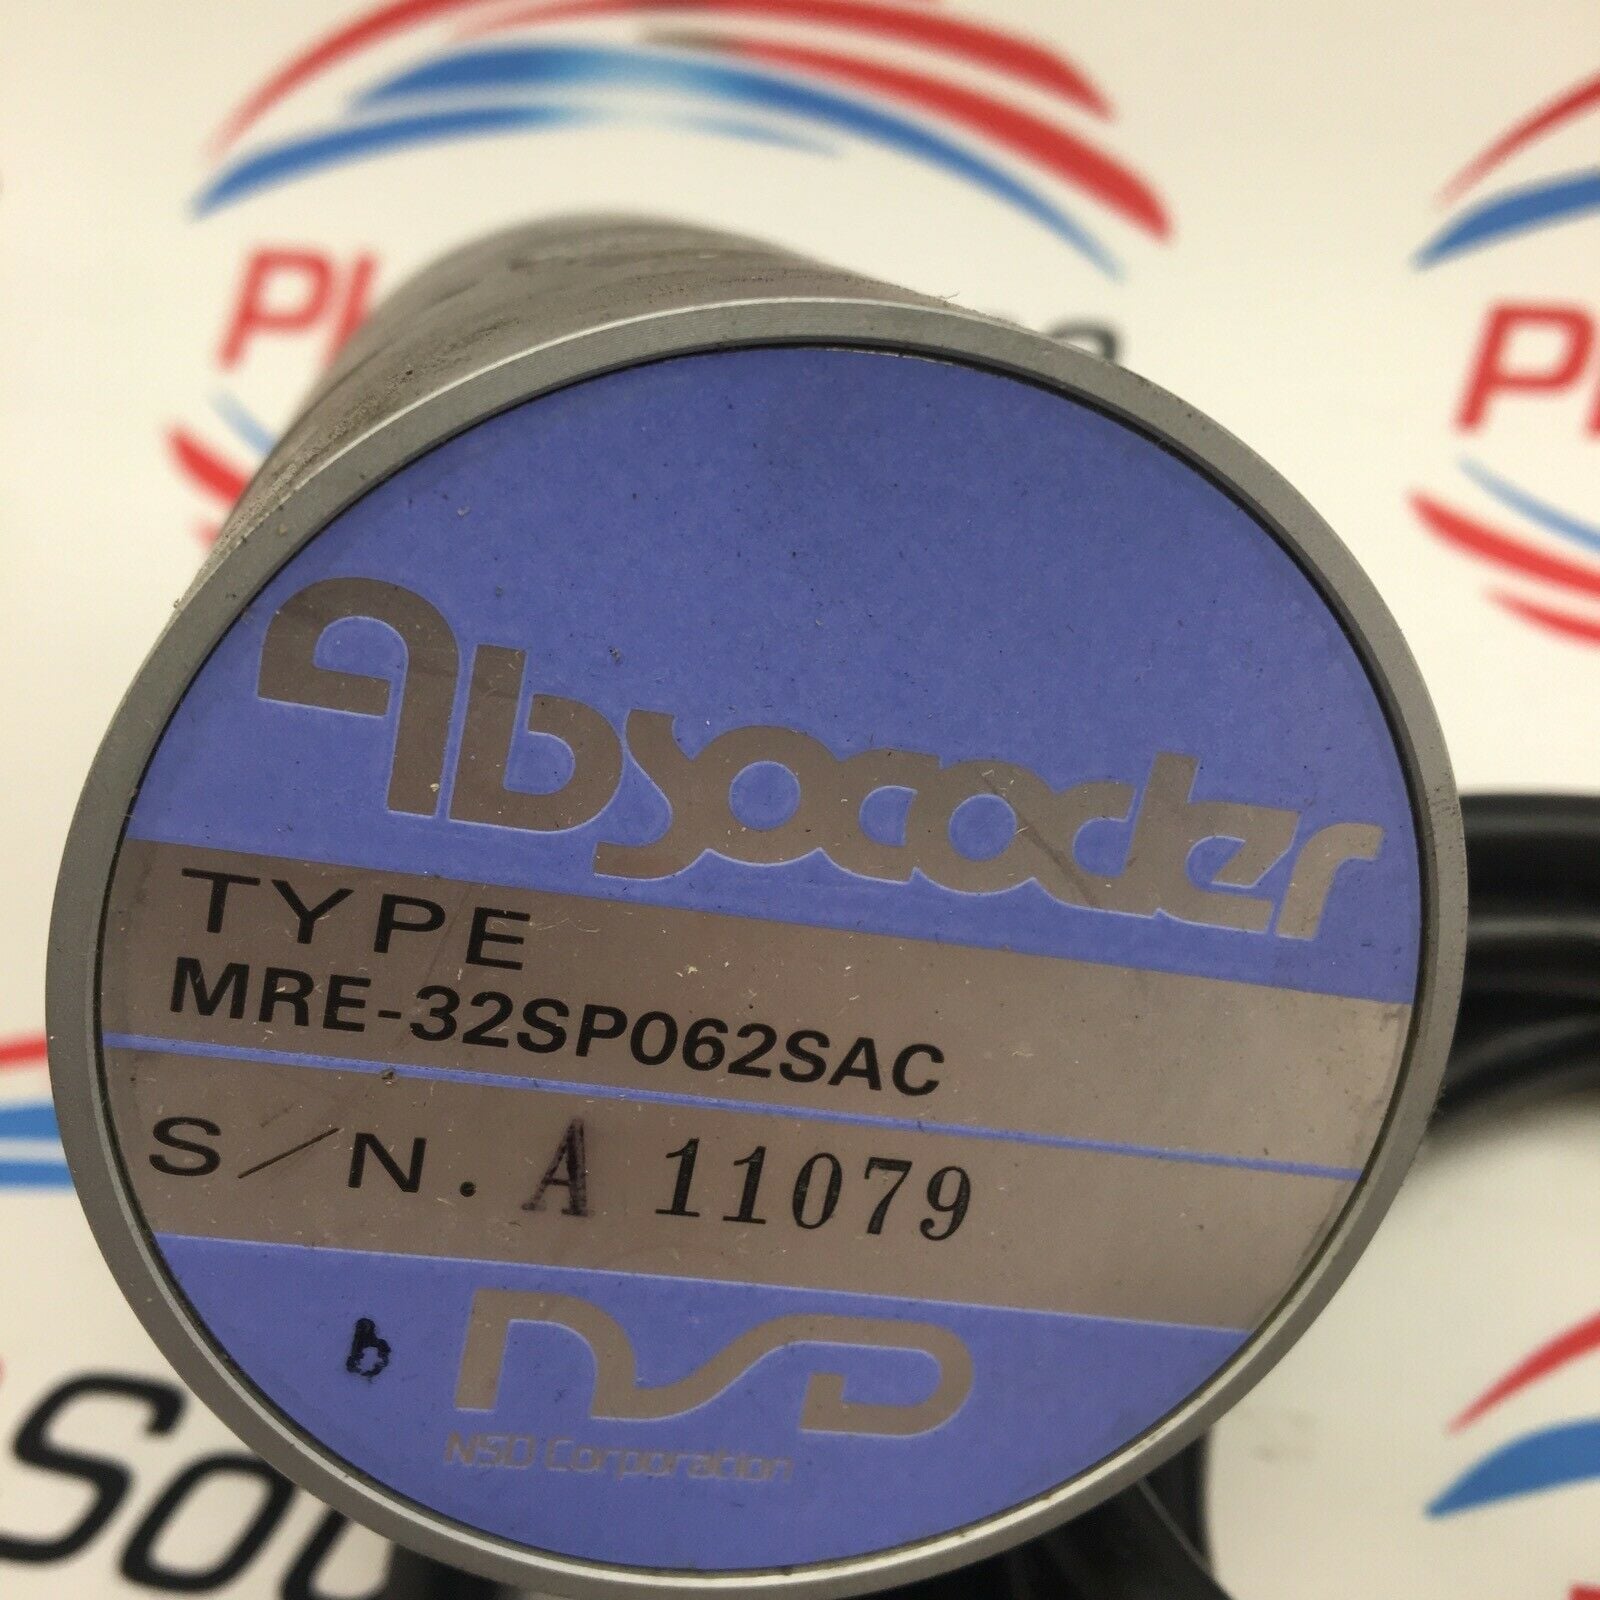 Absocoder
TYPE
MRE-32SP062SAC
S/N. A 11079
b
NSD
NSD Corporation